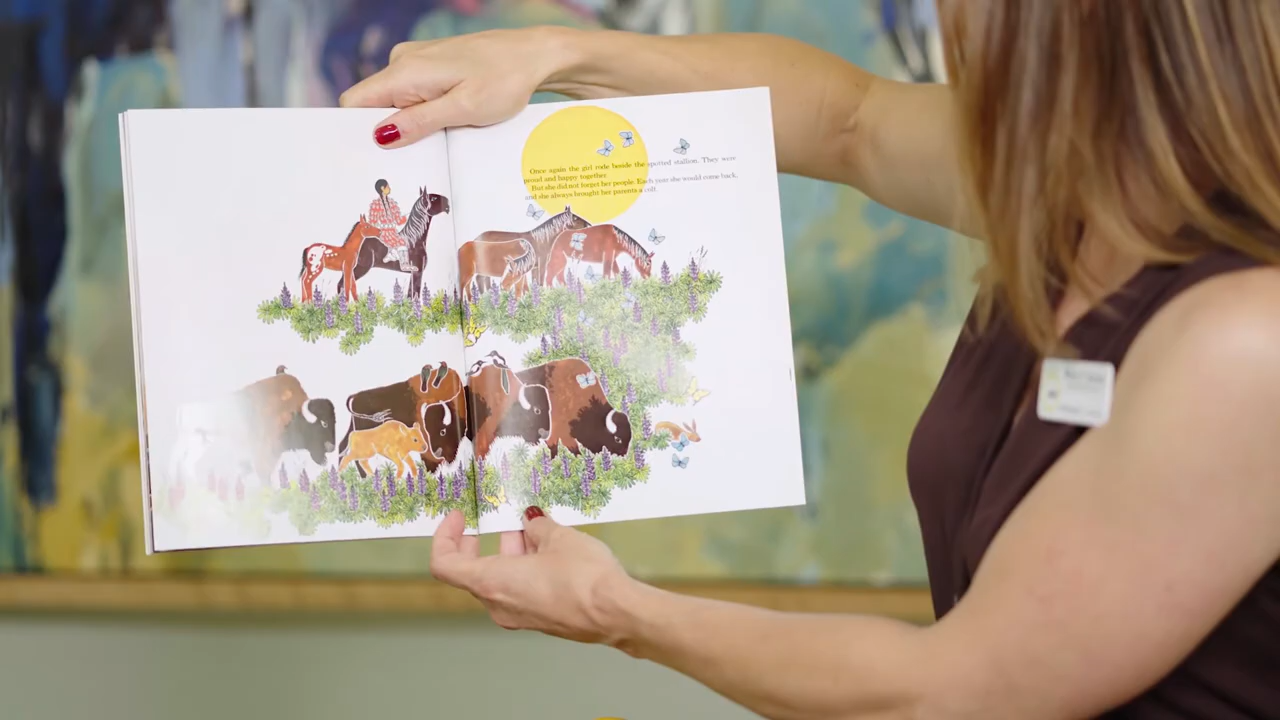 Once again the girl rode beside the spotted stallion. They were
proud and happy together.
But she did not forget her people. Each year she would come back,
and she always brought her parents a colt.